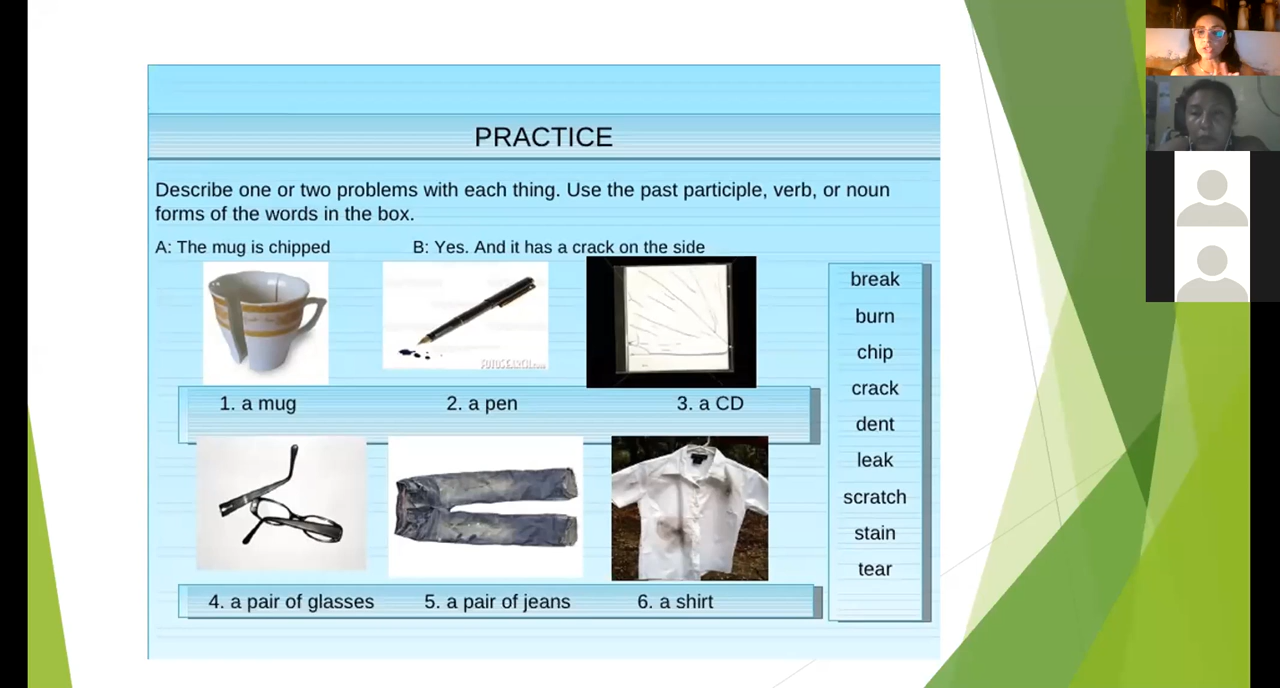 PRACTICE
Describe one or two problems with each thing. Use the past participle, verb, or noun
forms of the words in the box.
A: The mug is chipped B: Yes. And it has a crack on the side
1. a mug 2. a pen 3. a CD
4. a pair of glasses 5. a pair of jeans 6. a shirt
break
burn
chip
crack
dent
leak
scratch
stain
tear